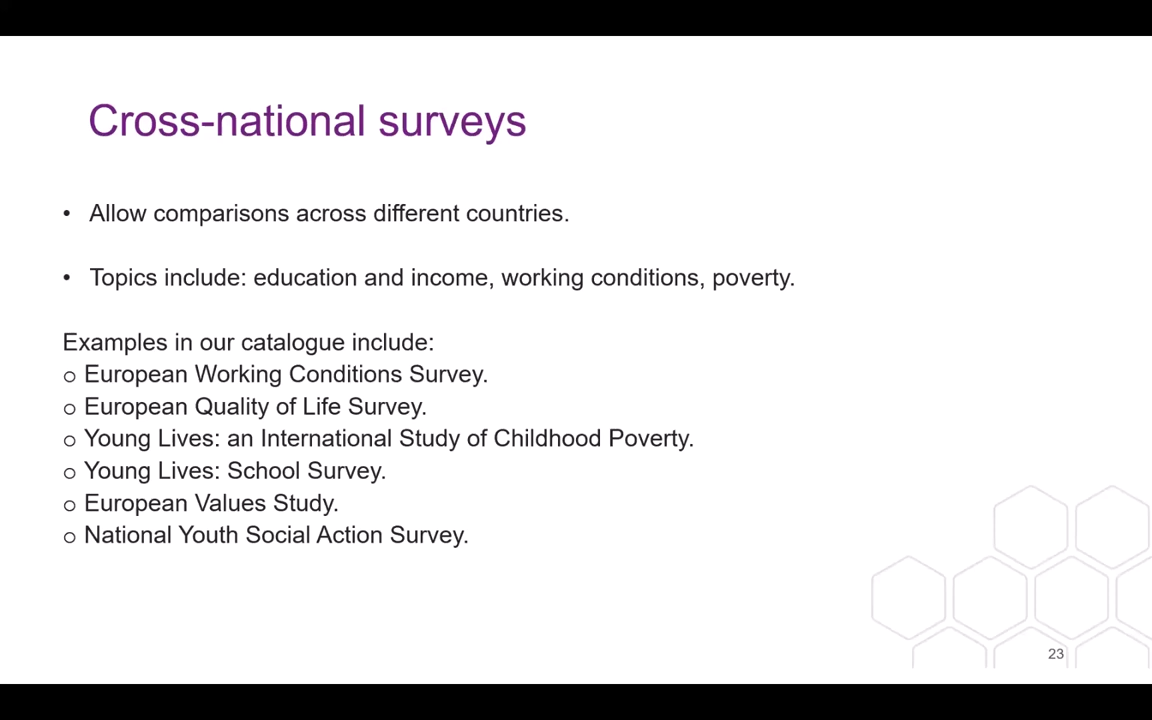 Cross-national surveys
• Allow comparisons across different countries.
• Topics include: education and income, working conditions, poverty.
Examples in our catalogue include:
o European Working Conditions Survey.
o European Quality of Life Survey.
o Young Lives: an International Study of Childhood Poverty.
o Young Lives: School Survey.
o European Values Study.
o National Youth Social Action Survey.
23